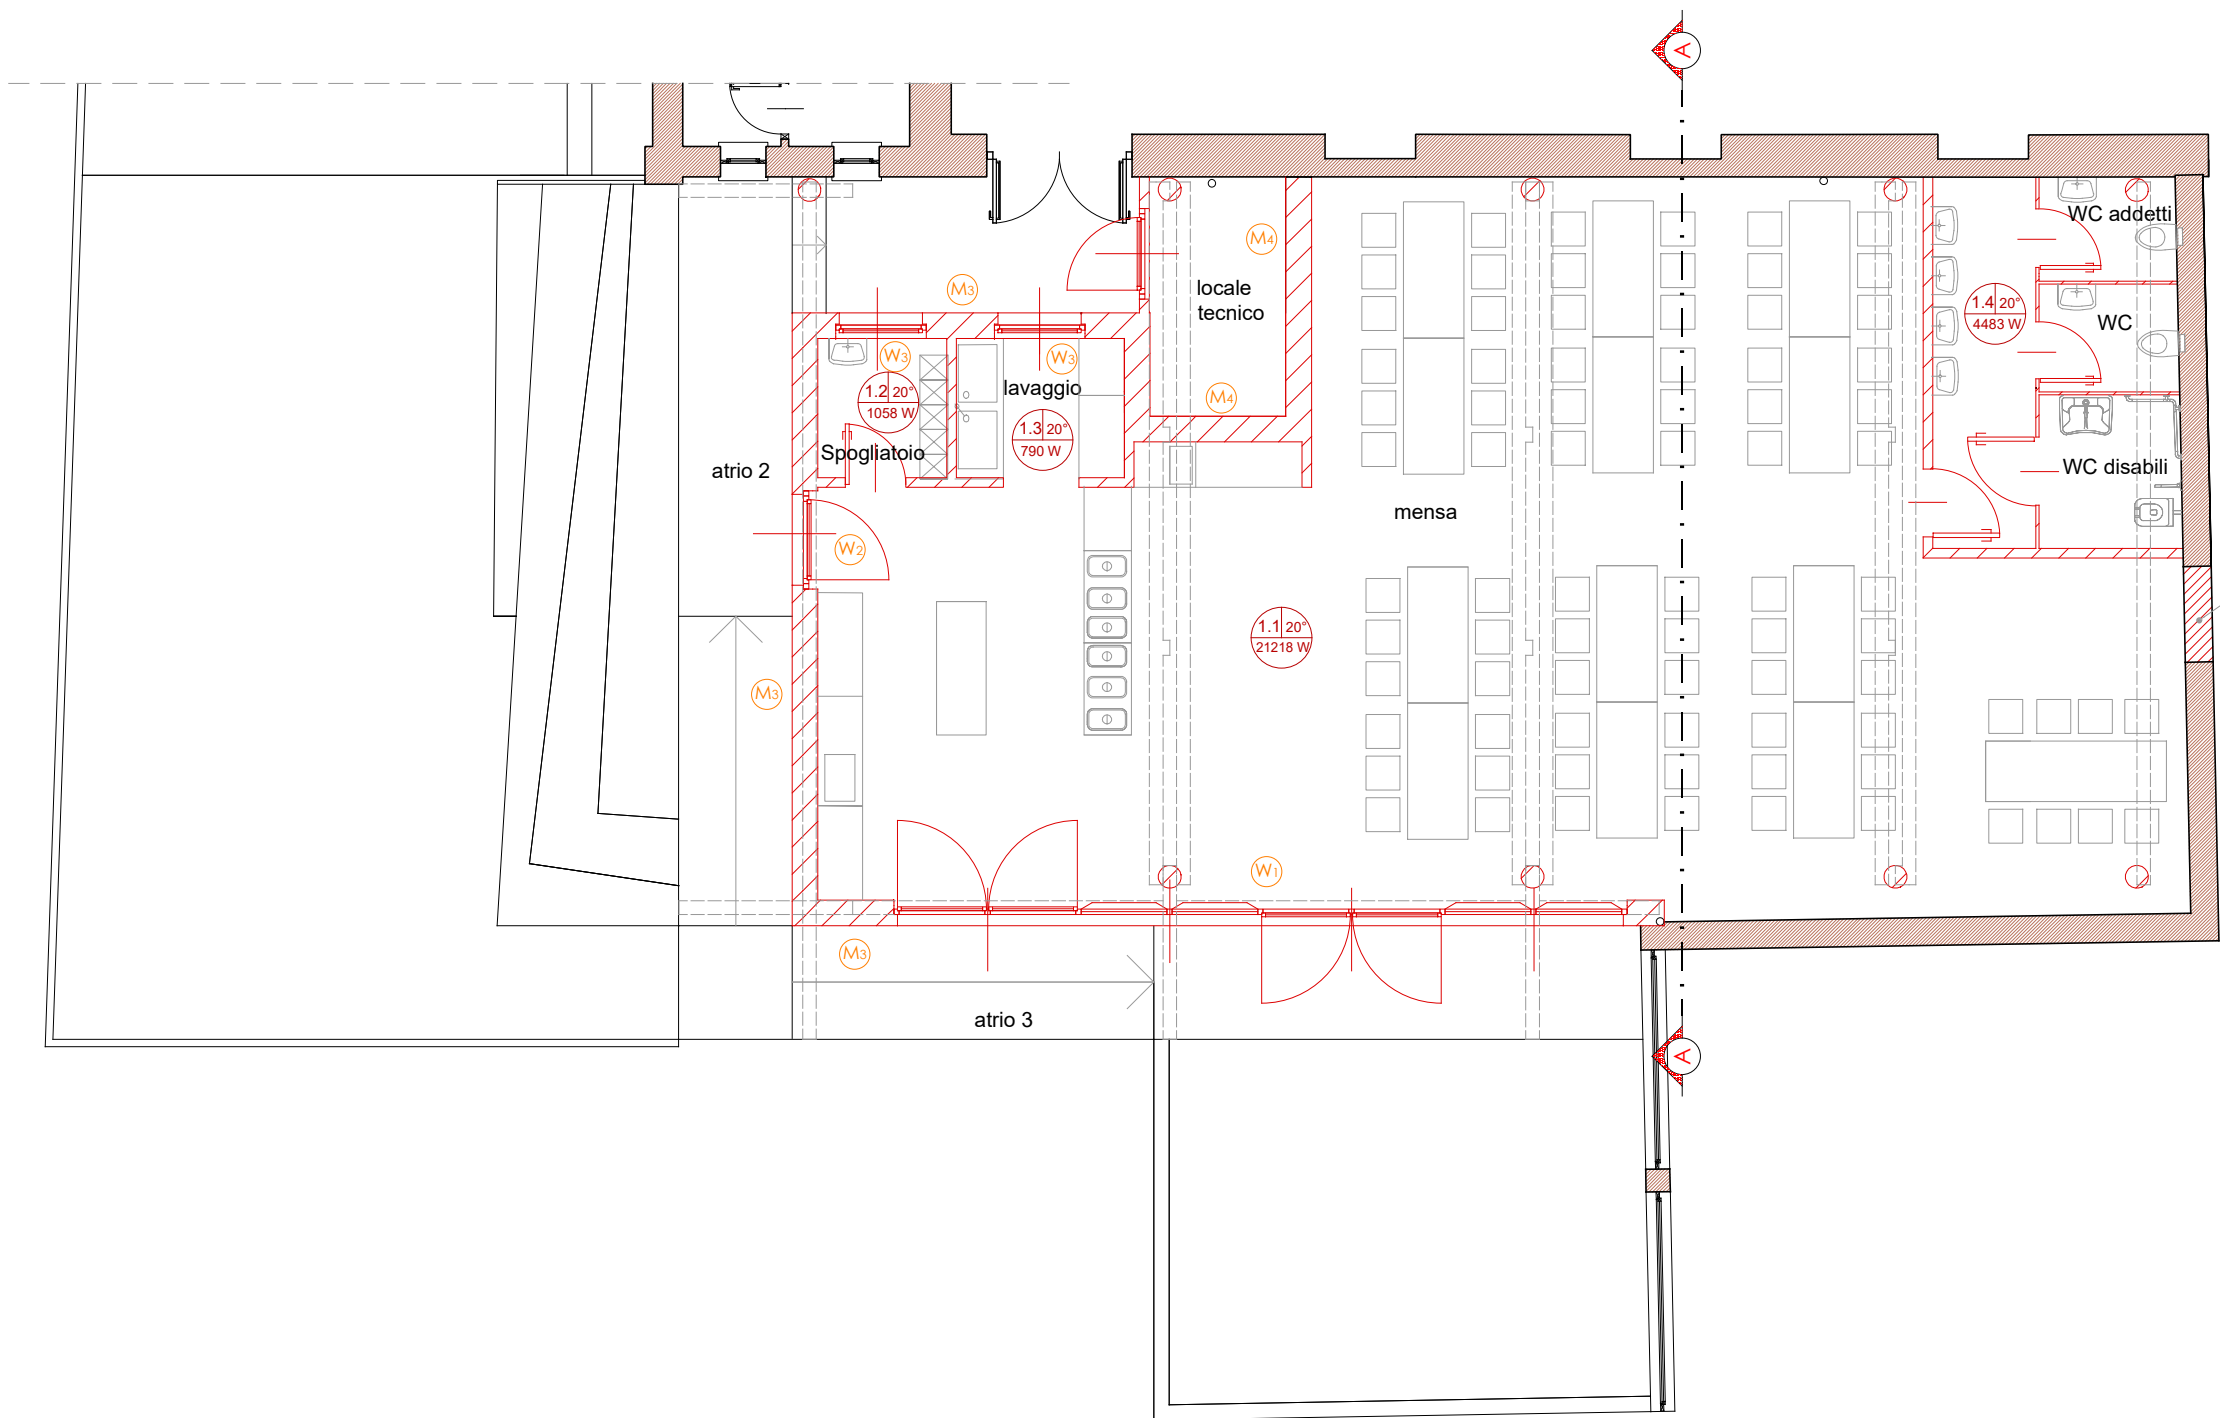 A
WC addetti
M4
M3
locale
tecnico
1.4 20°
4483 W
WC
W3
W3
1.2 20°
1058 W
lavaggio
M4
1.3 20°
790 W
Spogliatoio
atrio 2
WC disabili
mensa
W2
1.1 20°
21218 W
M3
W1
M3
atrio 3
A